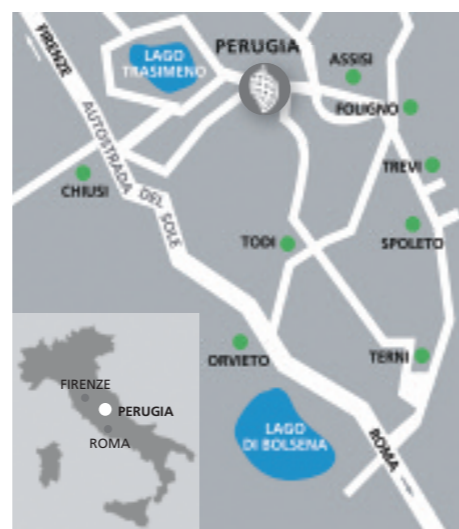 FIRENZE
LAGO
TRASIMENO
PERUGIA
ASSISI
FOLIGNO
AUTOSTRADA DEL SOLE
TREVI
CHIUSI
TODI
SPOLETO
ORVIETO
TERNI
LAGO
DI BOLSENA
ROMA
FIRENZE
PERUGIA
ROMA